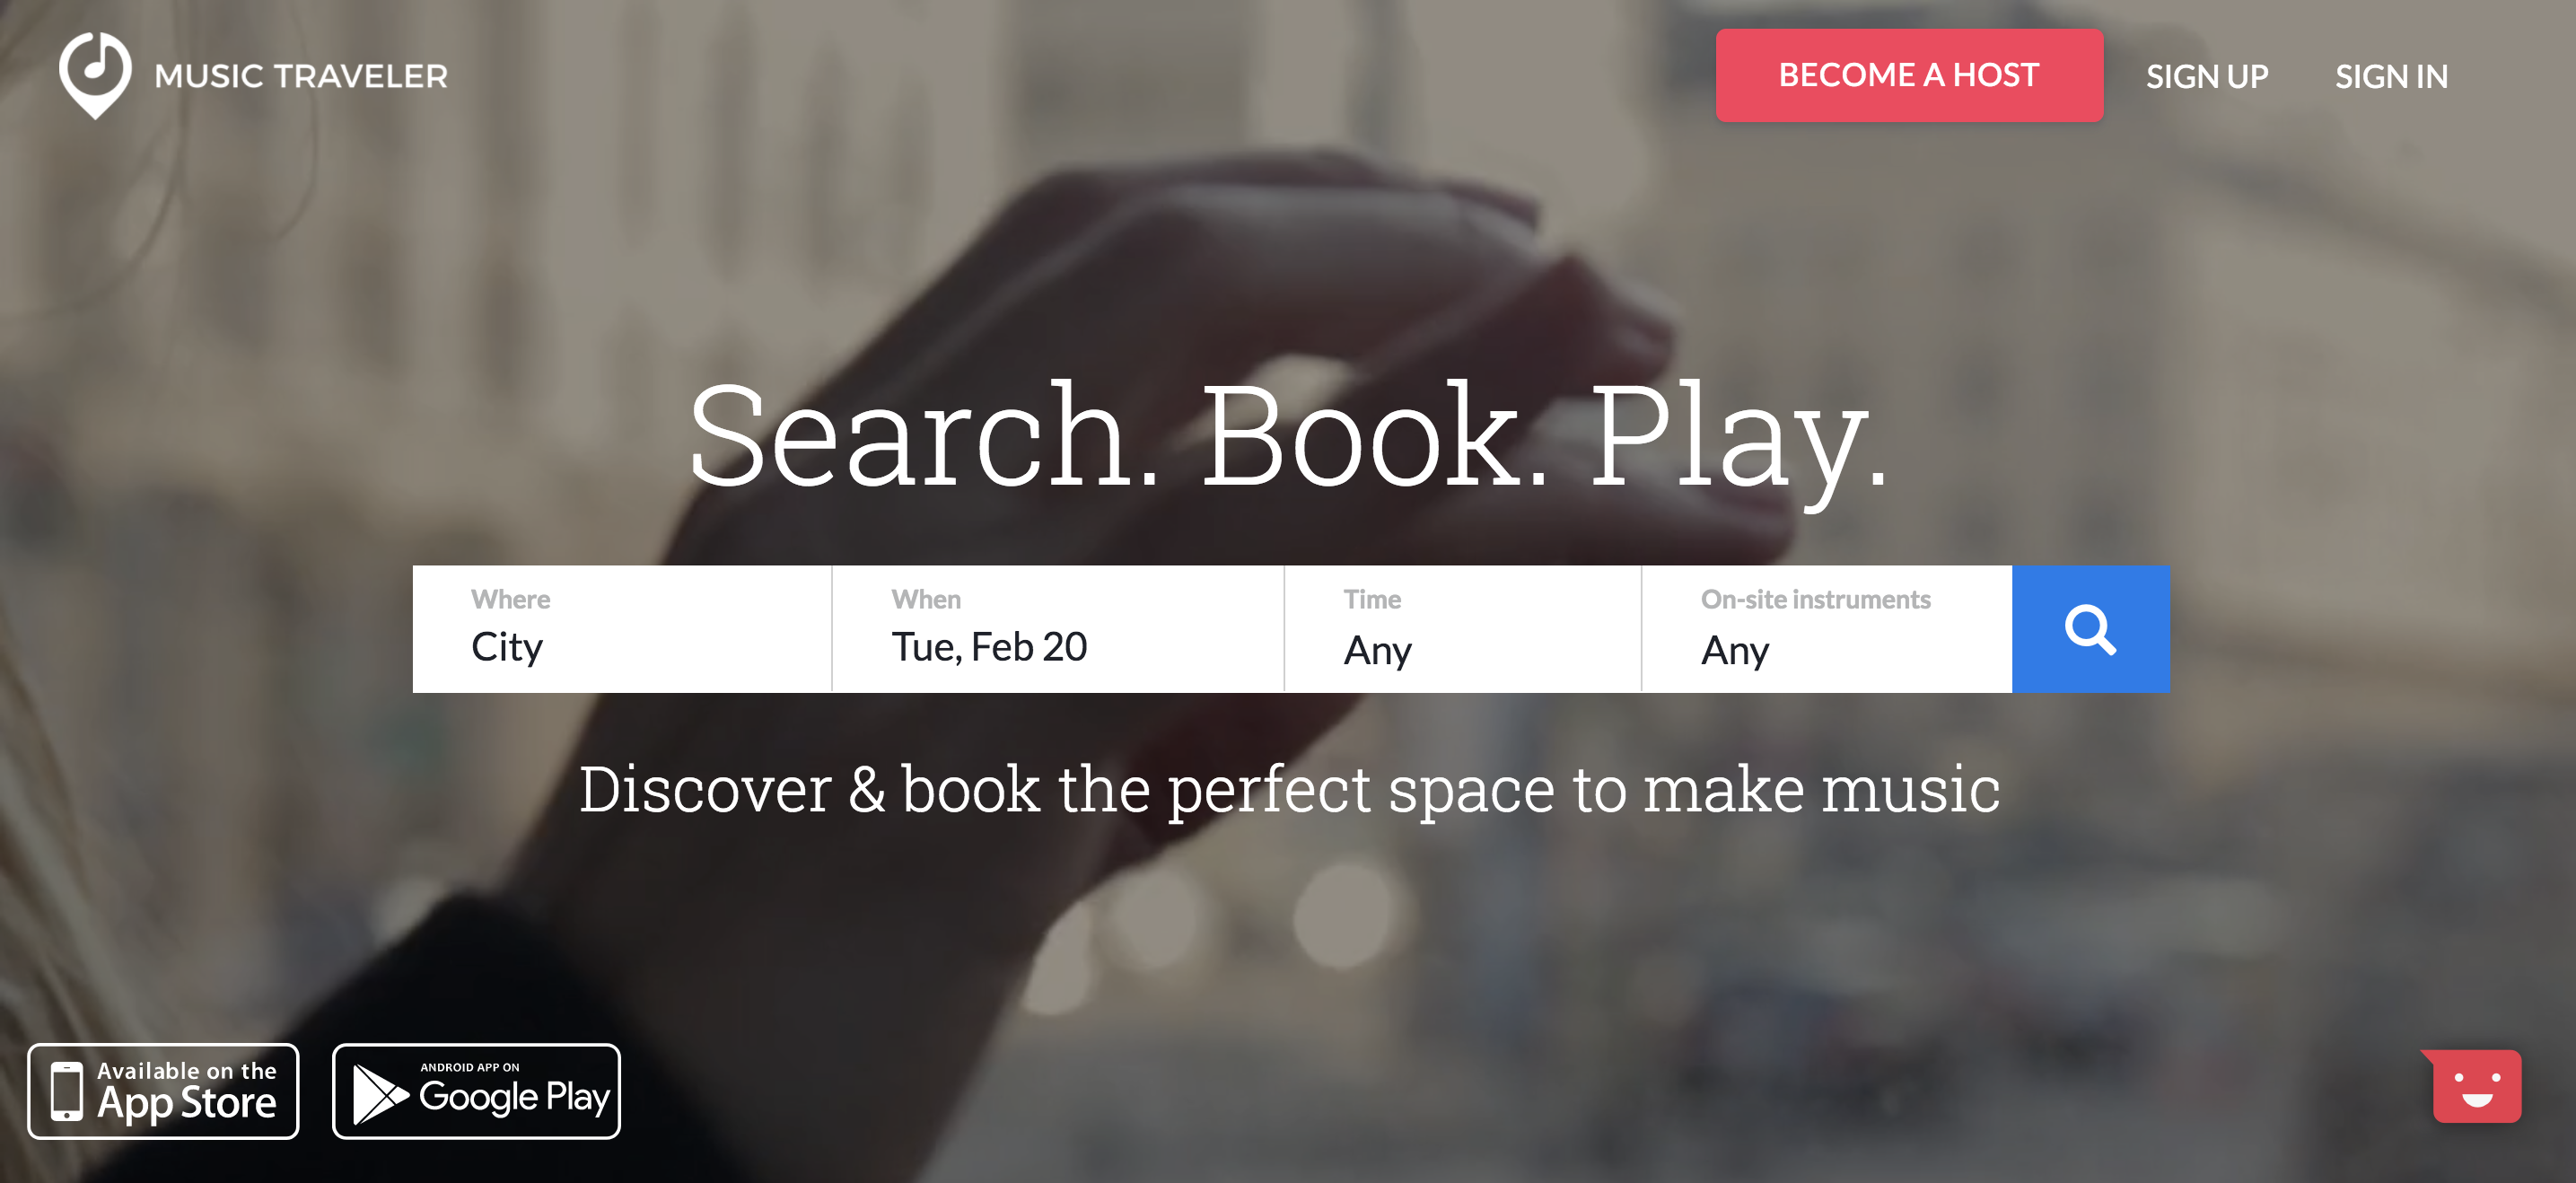 MUSIC TRAVELER
BECOME A HOST
SIGN UP
SIGN IN
Search. Book. Play.
Where
City
When
Tue, Feb 20
Time
Any
On-site instruments
Any
Discover & book the perfect space to make music
Available on the
App Store
ANDROID APP ON
Google Play